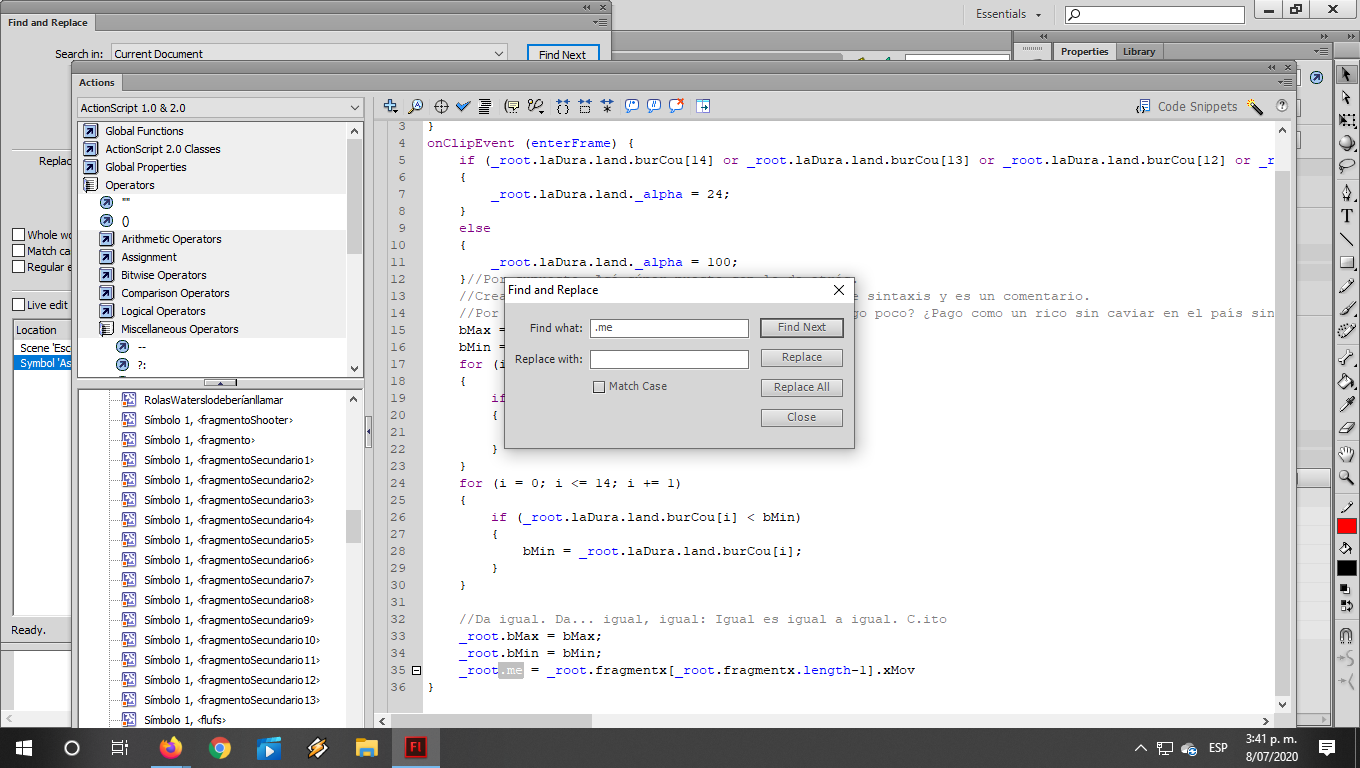 Find and Replace
Essentials
Search in:
Current Document
Find Next
Properties
Library
Actions
ActionScript 1.0 & 2.0
Code Snippets
Global Functions
ActionScript 2.0 Classes
Global Properties
Operators
""
()
Arithmetic Operators
Assignment
Bitwise Operators
Comparison Operators
Logical Operators
Miscellaneous Operators
--
?:
Replac
Whole wo
Match ca
Regular e
Live edit
Location
Scene 'Esc
Symbol 'As
Ready.
RolasWaterslodeberíanllamar
Símbolo 1, <fragmentoShooter>
Símbolo 1, <fragmento>
Símbolo 1, <fragmentoSecundario1>
Símbolo 1, <fragmentoSecundario2>
Símbolo 1, <fragmentoSecundario3>
Símbolo 1, <fragmentoSecundario4>
Símbolo 1, <fragmentoSecundario5>
Símbolo 1, <fragmentoSecundario6>
Símbolo 1, <fragmentoSecundario7>
Símbolo 1, <fragmentoSecundario8>
Símbolo 1, <fragmentoSecundario9>
Símbolo 1, <fragmentoSecundario10>
Símbolo 1, <fragmentoSecundario11>
Símbolo 1, <fragmentoSecundario12>
Símbolo 1, <fragmentoSecundario13>
Símbolo 1, <flufs>
3 }
4 onClipEvent (enterFrame) {
5 if (_root.laDura.land.burCou[14] or _root.laDura.land.burCou[13] or _root.laDura.land.burCou[12] or _r
6 {
7 _root.laDura.land._alpha = 24;
8 }
9 else
10 {
11 _root.laDura.land._alpha = 100;
12 }//Por
13 //Crea e sintaxis y es un comentario.
14 //Por go poco? ¿Pago como un rico sin caviar en el país sin
15 bMax =
16 bMin =
17 for (i
18 {
19 if
20 {
21
22 }
23 }
24 for (i = 0; i <= 14; i += 1)
25 {
26 if (_root.laDura.land.burCou[i] < bMin)
27 {
28 bMin = _root.laDura.land.burCou[i];
29 }
30 }
31
32 //Da igual. Da... igual, igual: Igual es igual a igual. C.ito
33 _root.bMax = bMax;
34 _root.bMin = bMin;
35 _root.me = _root.fragmentx[_root.fragmentx.length-1].xMov
36 }
Find and Replace
Find what:
.me
Find Next
Replace with:
Replace
Match Case
Replace All
Close
Fl
ESP
3:41 p. m.
8/07/2020